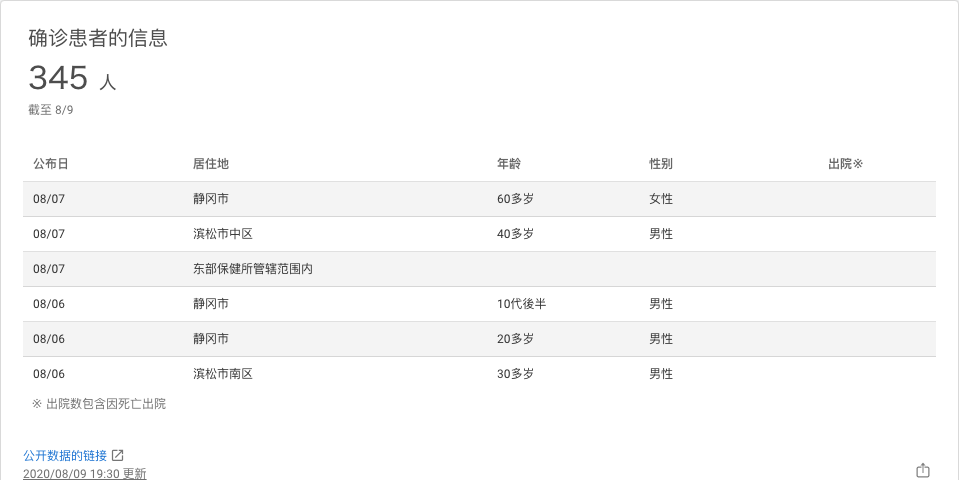 确诊患者的信息
345 人
截至 8/9
公布日 居住地 年龄 性别 出院※
08/07 静冈市 60多岁 女性
08/07 滨松市中区 40多岁 男性
08/07 东部保健所管辖范围内
08/06 静冈市 10代後半 男性
08/06 静冈市 20多岁 男性
08/06 滨松市南区 30多岁 男性
※ 出院数包含因死亡出院
公开数据的链接
2020/08/09 19:30 更新